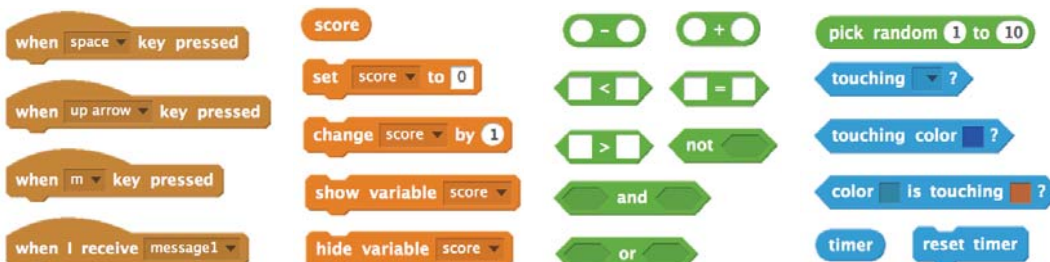 when space key pressed
when up arrow key pressed
when m key pressed
when I receive message1
score
set score to 0
change score by 1
show variable score
hide variable score
-
+
<
=
>
not
and
or
pick random 1 to 10
touching ?
touching color ?
color is touching ?
timer
reset timer